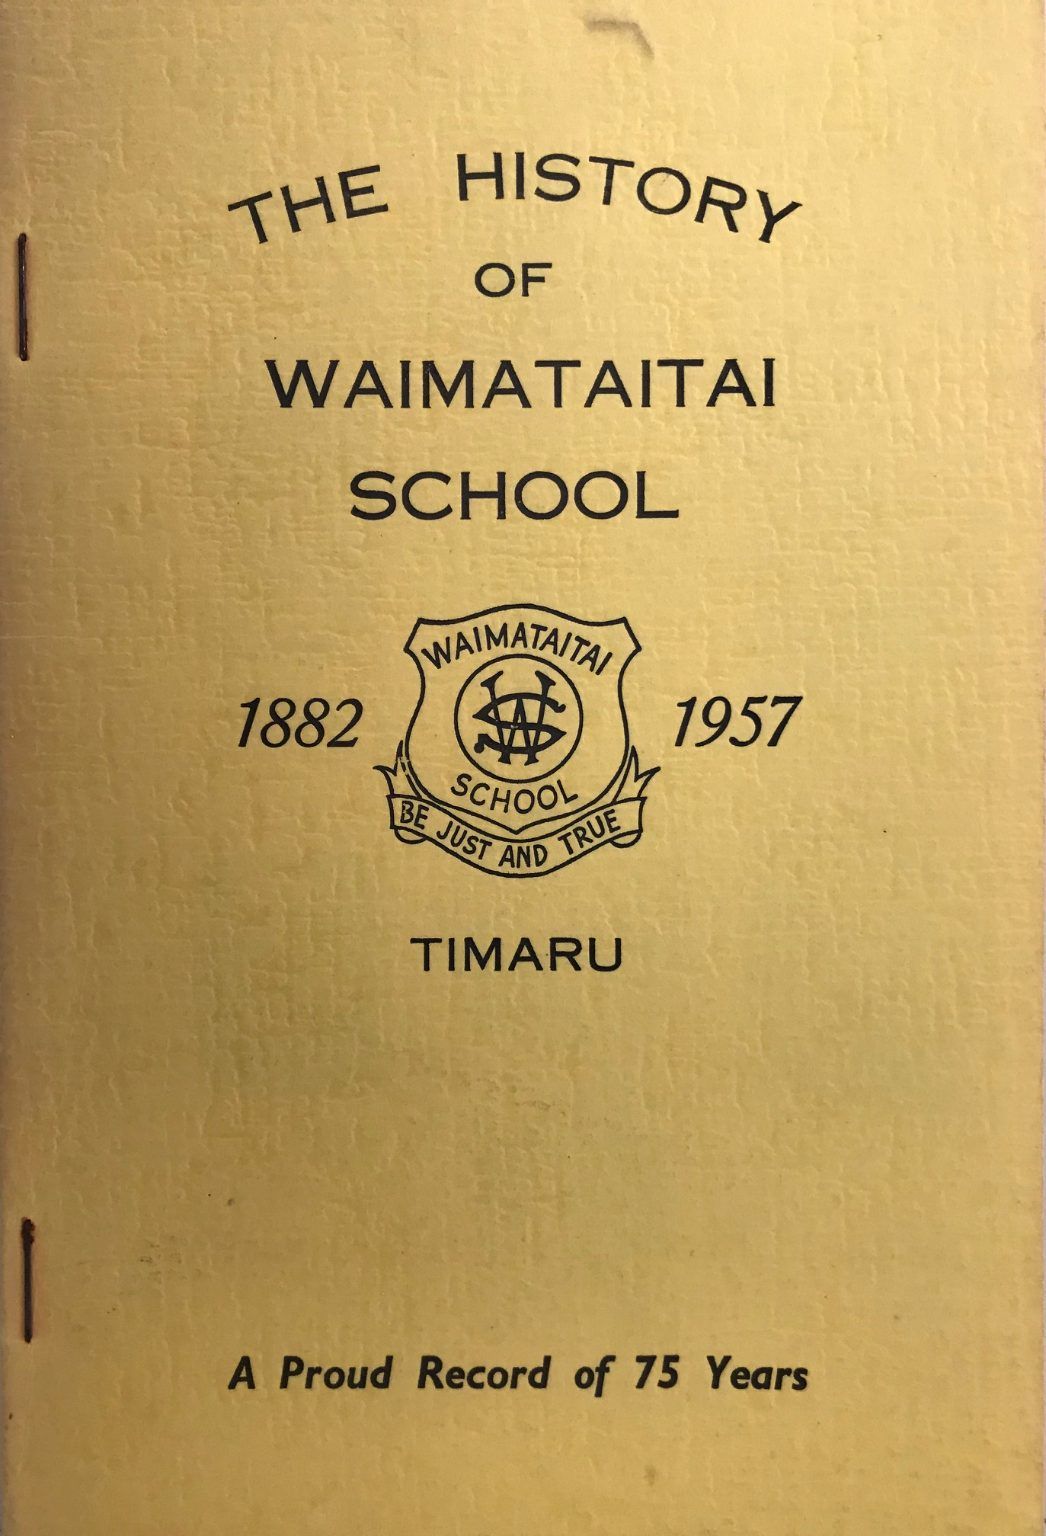 THE HISTORY
OF
WAIMATAITAI
SCHOOL
1882
WAIMATAITAI
WS
SCHOOL
BE JUST AND TRUE
1957
TIMARU
A Proud Record of 75 Years